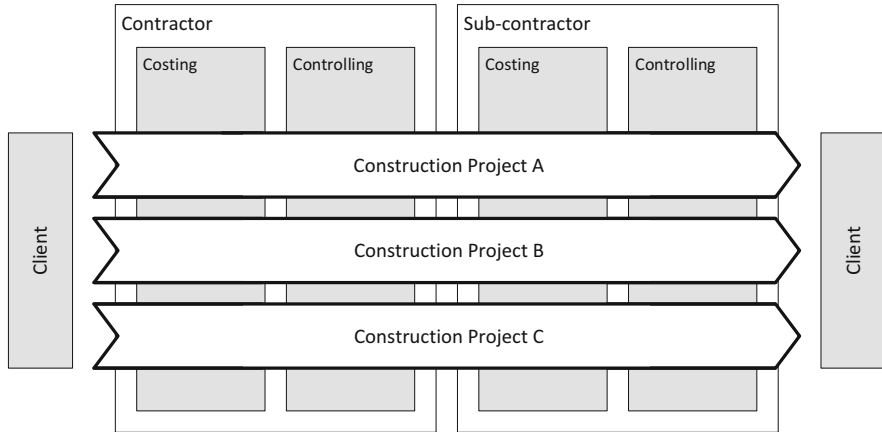 Contractor
Sub-contractor
Costing
Controlling
Costing
Controlling
Client
Construction Project A
Construction Project B
Construction Project C
Client